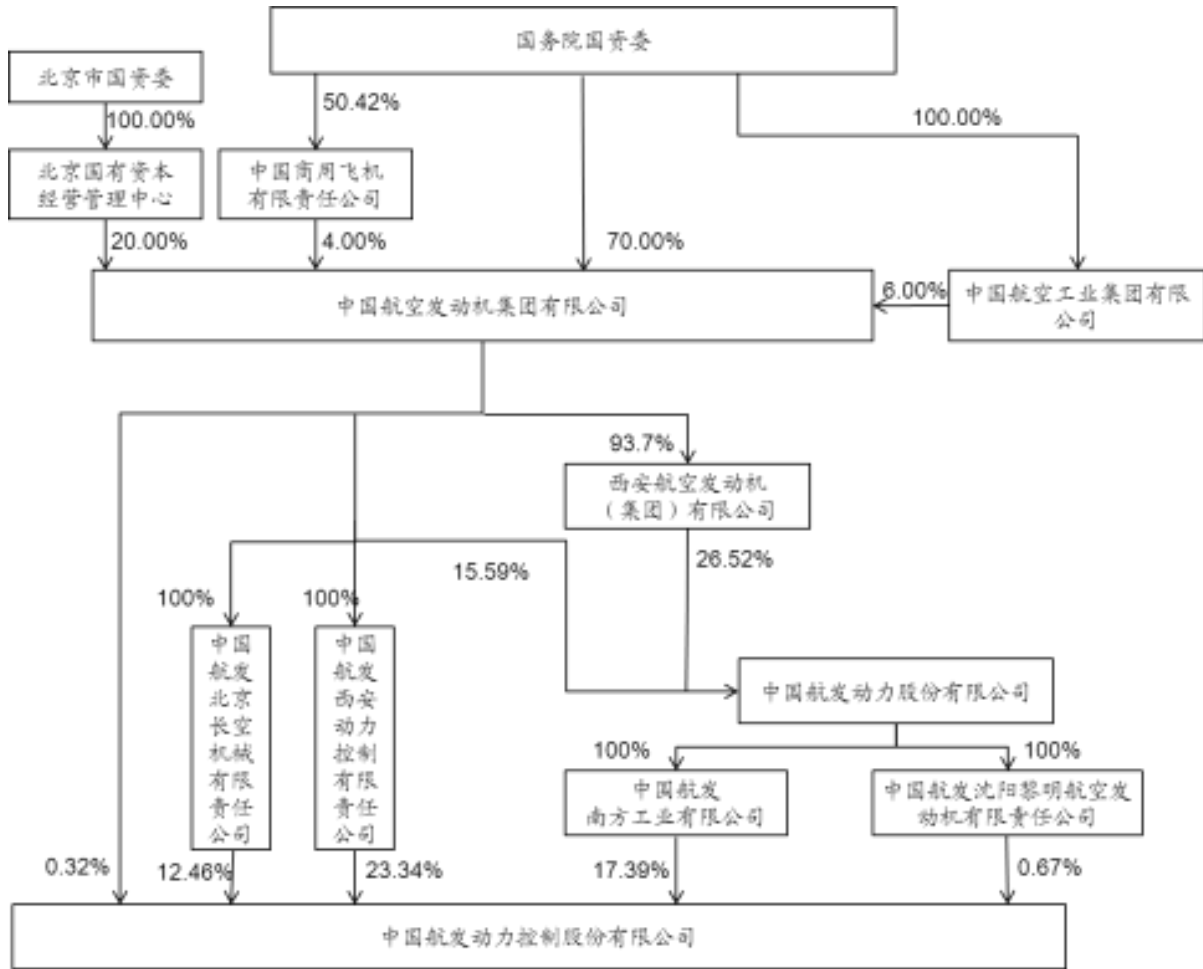 国务院国资委
北京市国资委
50.42%
100.00%
100.00%
北京国有资本
经营管理中心
中国商用飞机
有限责任公司
20.00%
4.00%
70.00%
中国航空发动机集团有限公司
6.00%
中国航空工业集团有限
公司
93.7%
西安航空发动机
（集团）有限公司
15.59%
26.52%
100%
100%
中国
航发
北京
长空
机械
有限
责任
公司
中国
航发
西安
动力
控制
有限
责任
公司
中国航发动力股份有限公司
100%
100%
中国航发
南方工业有限公司
中国航发沈阳黎明航空发
动机有限责任公司
0.32%
12.46%
23.34%
17.39%
0.67%
中国航发动力控制股份有限公司